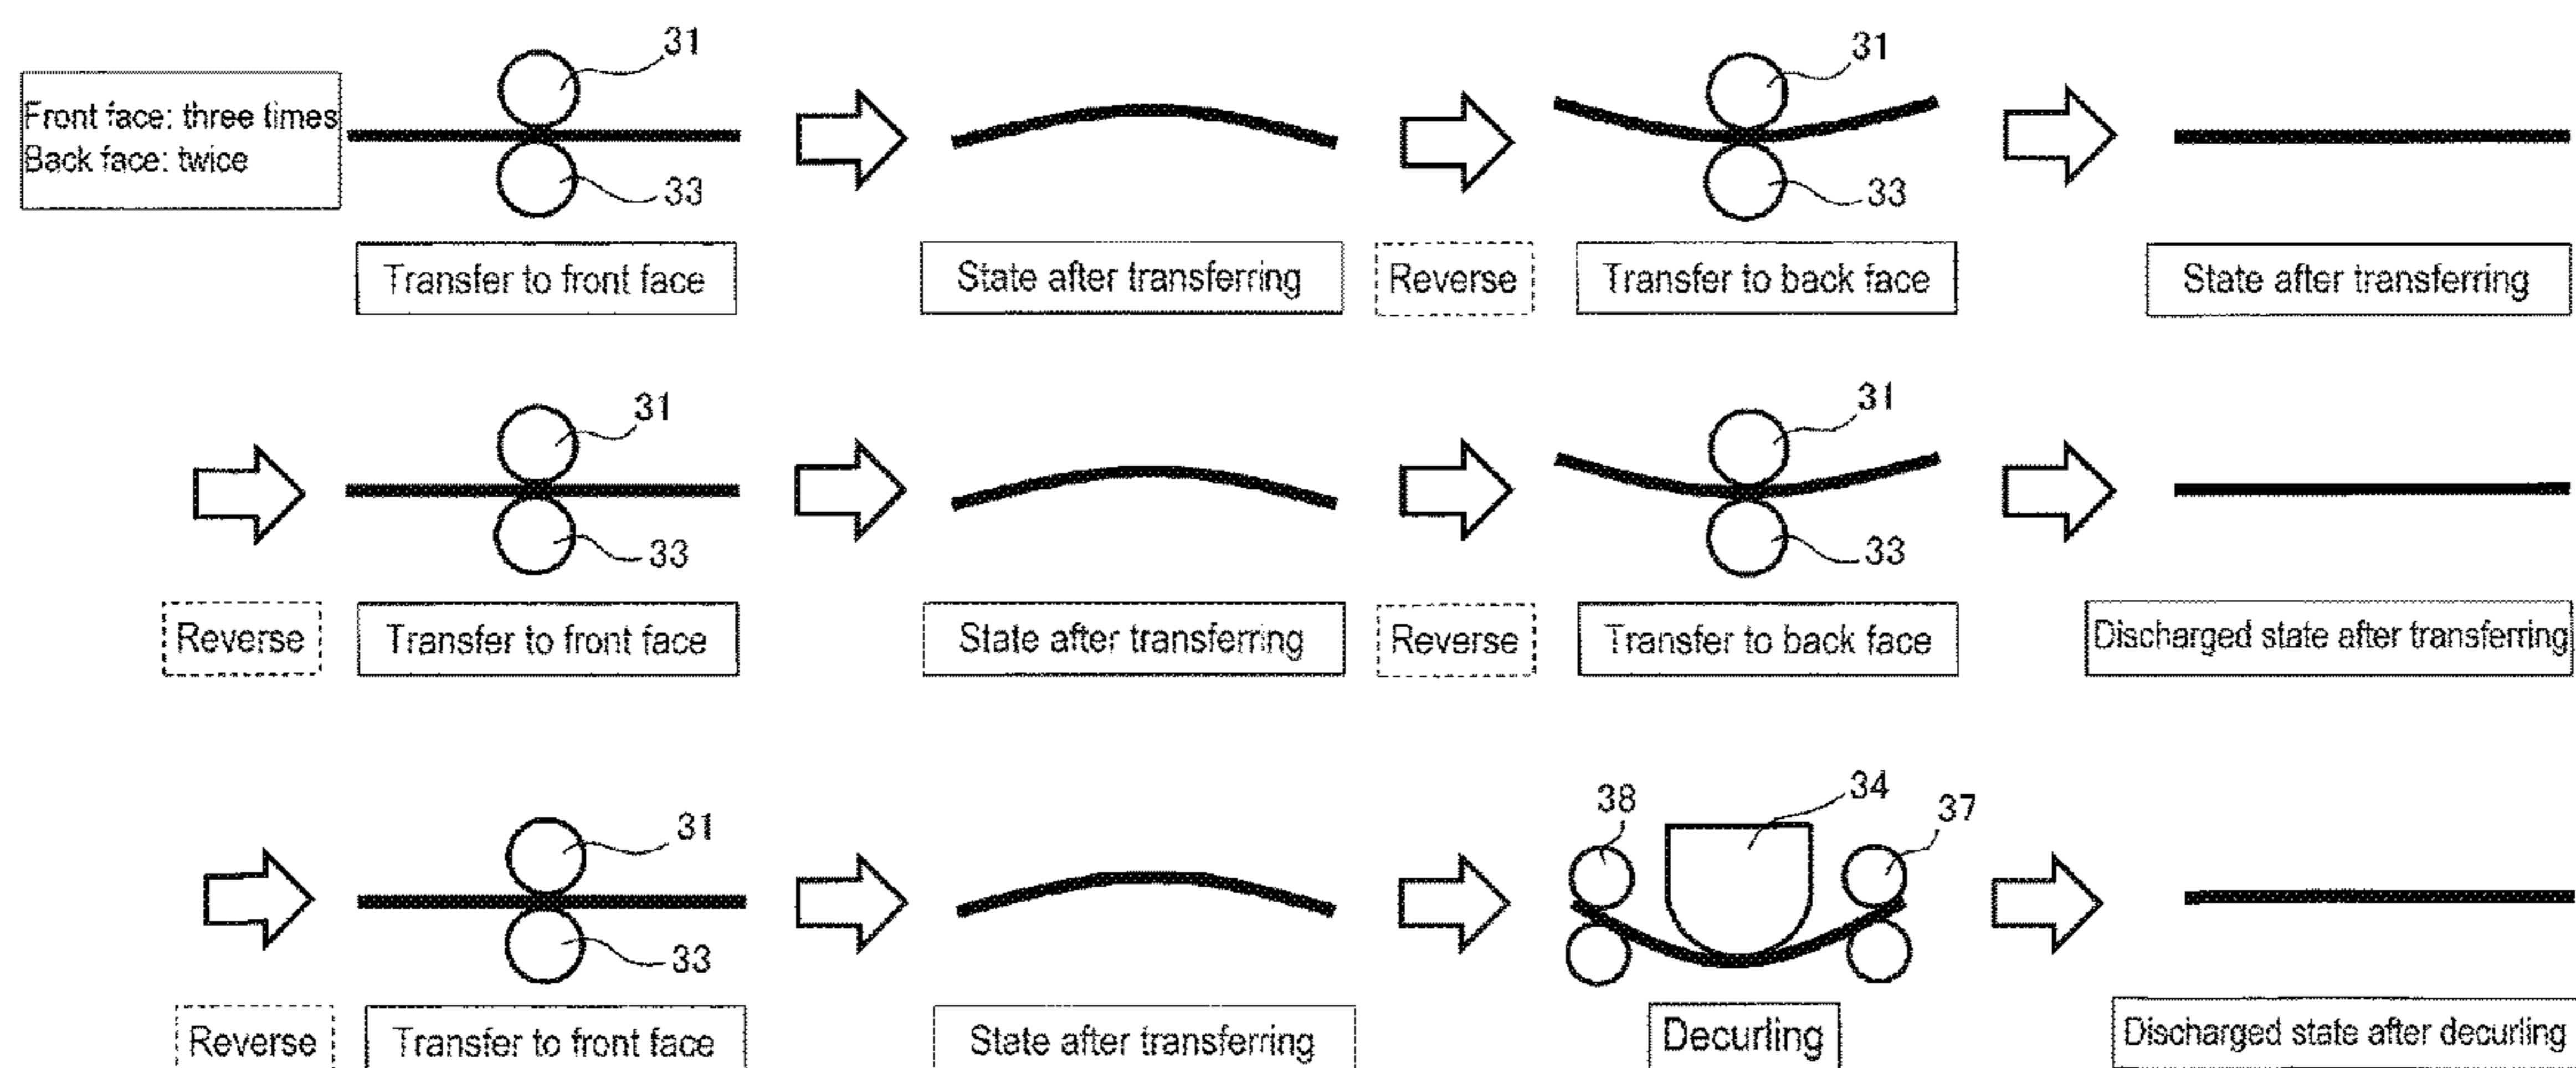 31
31
Front face: three times
Back face: twice
33
33
Transfer to front face
State after transferring
Reverse
Transfer to back face
State after transferring
31
31
33
33
Reverse
Transfer to front face
State after transferring
Reverse
Transfer to back face
Discharged state after transferring
38
34
37
31
33
Reverse
Transfer to front face
State after transferring
Decurling
Discharged state after decurling